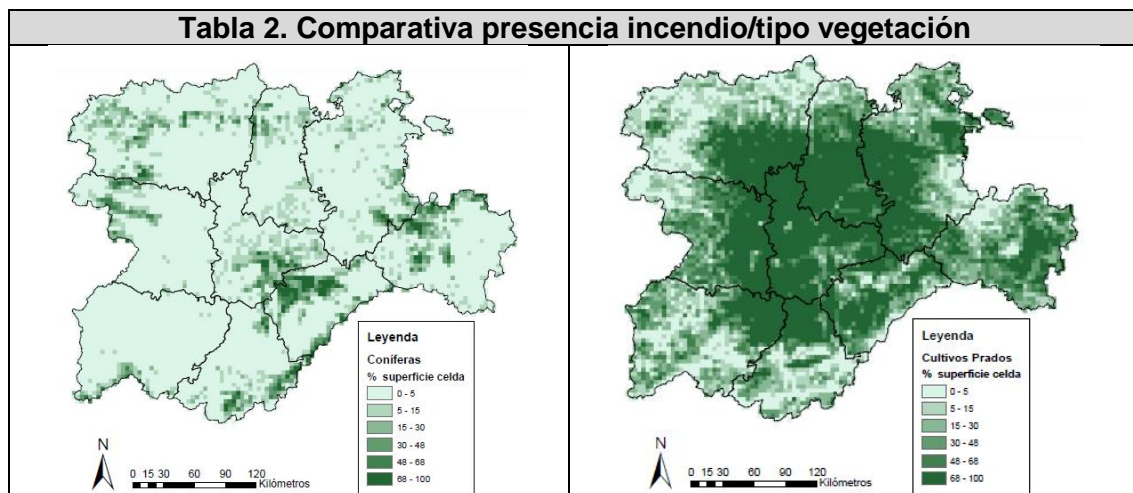 Tabla 2. Comparativa presencia incendio/tipo vegetación
Leyenda
Coníferas
% superficie celda
0 - 5
5 - 15
15 - 30
30 - 48
48 - 68
68 - 100
N
0 15 30 60 90 120
Kilómetros
Leyenda
Cultivos Prados
% superficie celda
0 - 5
5 - 15
15 - 30
30 - 48
48 - 68
68 - 100
N
0 15 30 60 90 120
Kilómetros